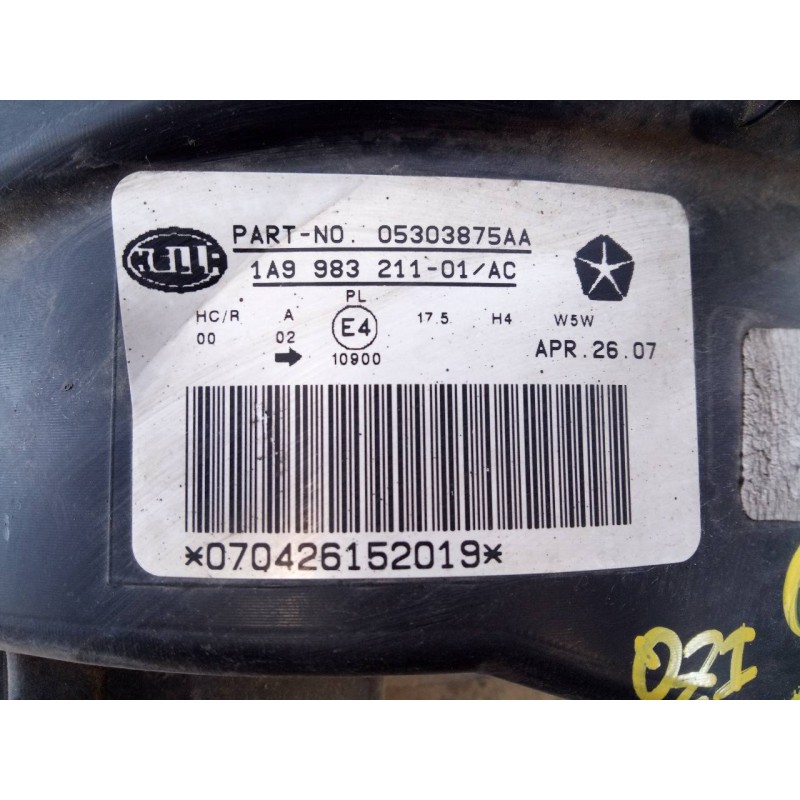 HELLA
PART-NO. 05303875AA
1A9 983 211-01/AC
PL
HC/R A E4 17.5 H4 W5W
00 02 10900
APR.26.07
*070426152019*